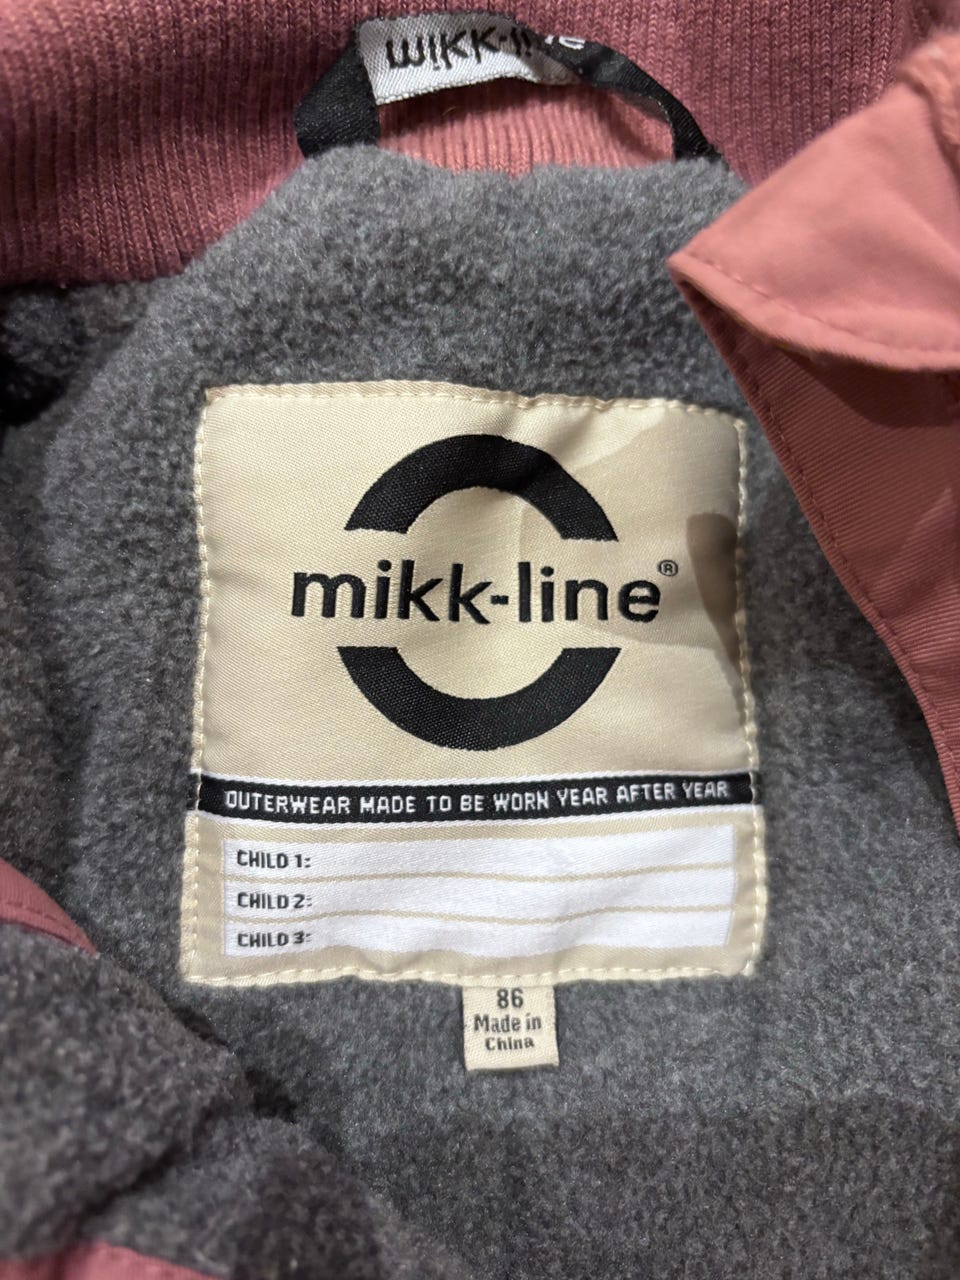 mikk-line
mikk-line®
OUTERWEAR MADE TO BE WORN YEAR AFTER YEAR
CHILD 1:
CHILD 2:
CHILD 3:
86
Made in
China